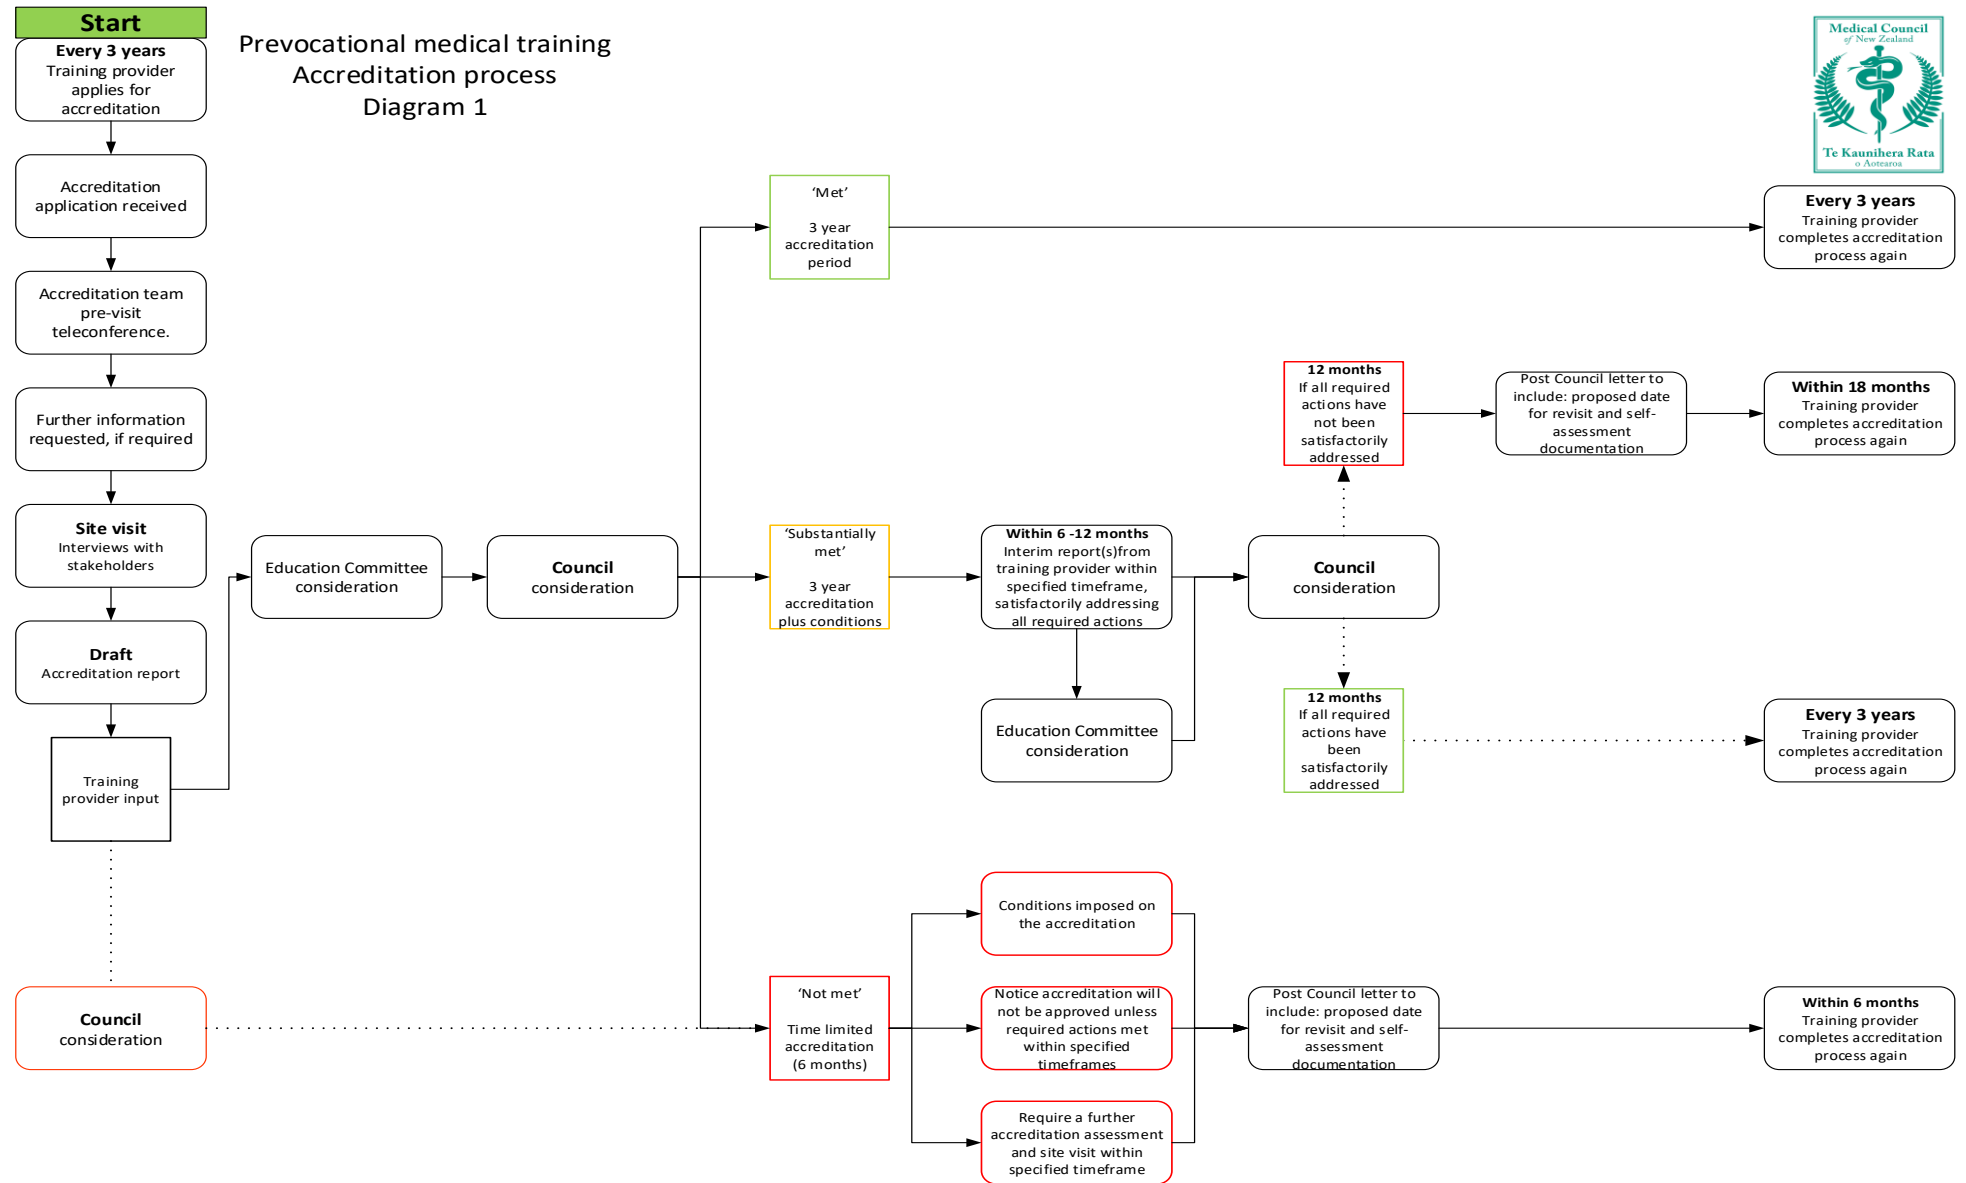 Start
Every 3 years
Training provider
applies for
accreditation
Prevocational medical training
Accreditation process
Diagram 1
Medical Council
of New Zealand
Te Kaunihera Rata
o Aotearoa
Accreditation
application received
Accreditation team
pre-visit
teleconference.
Further information
requested, if required
Site visit
Interviews with
stakeholders
Draft
Accreditation report
Training
provider input
Council
consideration
Education Committee
consideration
Council
consideration
‘Met’
3 year
accreditation
period
Every 3 years
Training provider
completes accreditation
process again
‘Substantially
met’
3 year
accreditation
plus conditions
Within 6 -12 months
Interim report(s)from
training provider within
specified timeframe,
satisfactorily addressing
all required actions
Education Committee
consideration
Council
consideration
12 months
If all required
actions have
not been
satisfactorily
addressed
Post Council letter to
include: proposed date
for revisit and self-
assessment
documentation
Within 18 months
Training provider
completes accreditation
process again
12 months
If all required
actions have
been
satisfactorily
addressed
Every 3 years
Training provider
completes accreditation
process again
‘Not met’
Time limited
accreditation
(6 months)
Conditions imposed on
the accreditation
Notice accreditation will
not be approved unless
required actions met
within specified
timeframes
Require a further
accreditation assessment
and site visit within
specified timeframe
Post Council letter to
include: proposed date
for revisit and self-
assessment
documentation
Within 6 months
Training provider
completes accreditation
process again